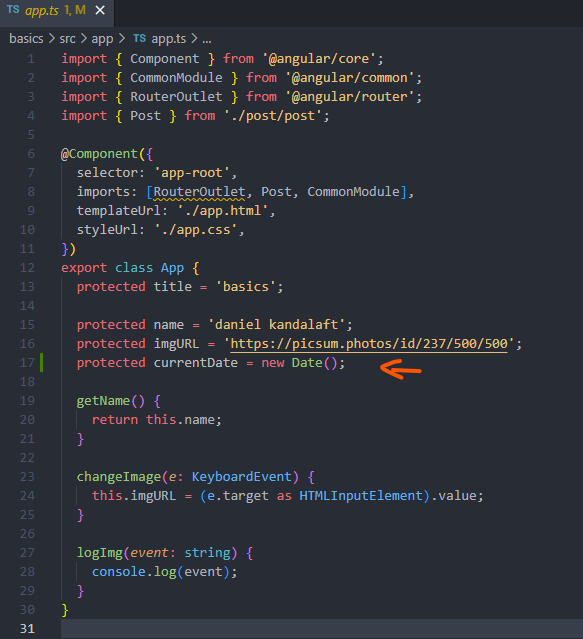 TS app.ts 1, M ×
basics > src > app > TS app.ts > ...
1 import { Component } from '@angular/core';
2 import { CommonModule } from '@angular/common';
3 import { RouterOutlet } from '@angular/router';
4 import { Post } from './post/post';
5
6 @Component({
7   selector: 'app-root',
8   imports: [RouterOutlet, Post, CommonModule],
9   templateUrl: './app.html',
10   styleUrl: './app.css',
11 })
12 export class App {
13   protected title = 'basics';
14
15   protected name = 'daniel kandalaft';
16   protected imgURL = 'https://picsum.photos/id/237/500/500';
17   protected currentDate = new Date();
18
19   getName() {
20     return this.name;
21   }
22
23   changeImage(e: KeyboardEvent) {
24     this.imgURL = (e.target as HTMLInputElement).value;
25   }
26
27   logImg(event: string) {
28     console.log(event);
29   }
30 }
31